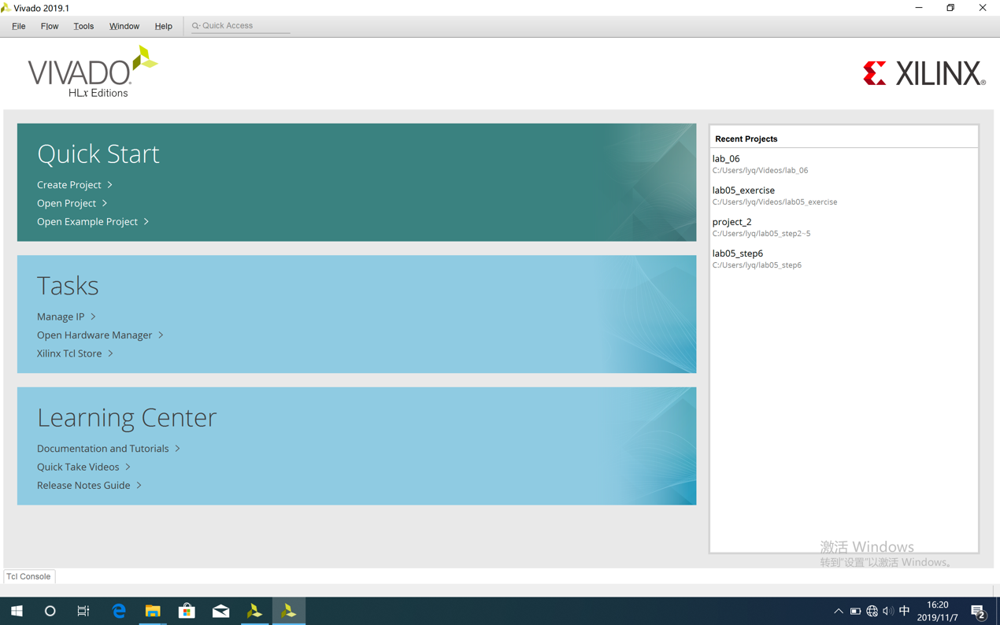 Vivado 2019.1
File Flow Tools Window Help Quick Access
VIVADO.
HLx Editions
XILINX®
Quick Start
Create Project
Open Project
Open Example Project
Tasks
Manage IP
Open Hardware Manager
Xilinx Tcl Store
Learning Center
Documentation and Tutorials
Quick Take Videos
Release Notes Guide
Recent Projects
lab_06
C:/Users/lyq/Videos/lab_06
lab05_exercise
C:/Users/lyq/Videos/lab05_exercise
project_2
C:/Users/lyq/lab05_step2~5
lab05_step6
C:/Users/lyq/lab05_step6
激活 Windows
转到"设置"以激活 Windows。
Tcl Console
中
16:20
2019/11/7
2